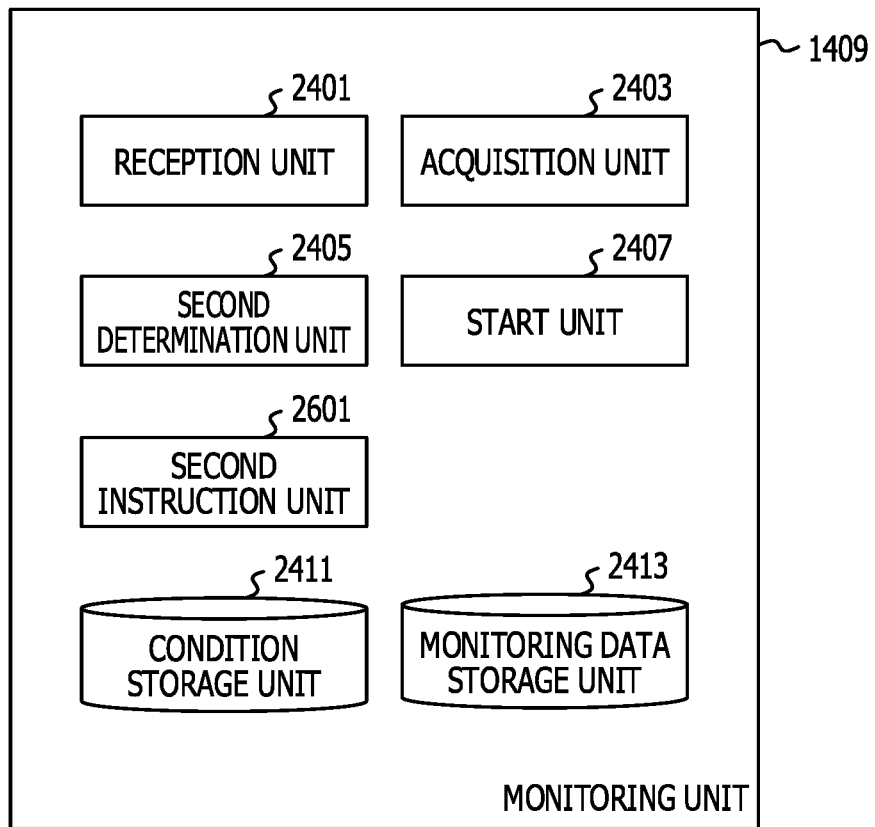 1409
2401
2403
RECEPTION UNIT
ACQUISITION UNIT
2405
2407
SECOND
DETERMINATION UNIT
START UNIT
2601
SECOND
INSTRUCTION UNIT
2411
2413
CONDITION
STORAGE UNIT
MONITORING DATA
STORAGE UNIT
MONITORING UNIT